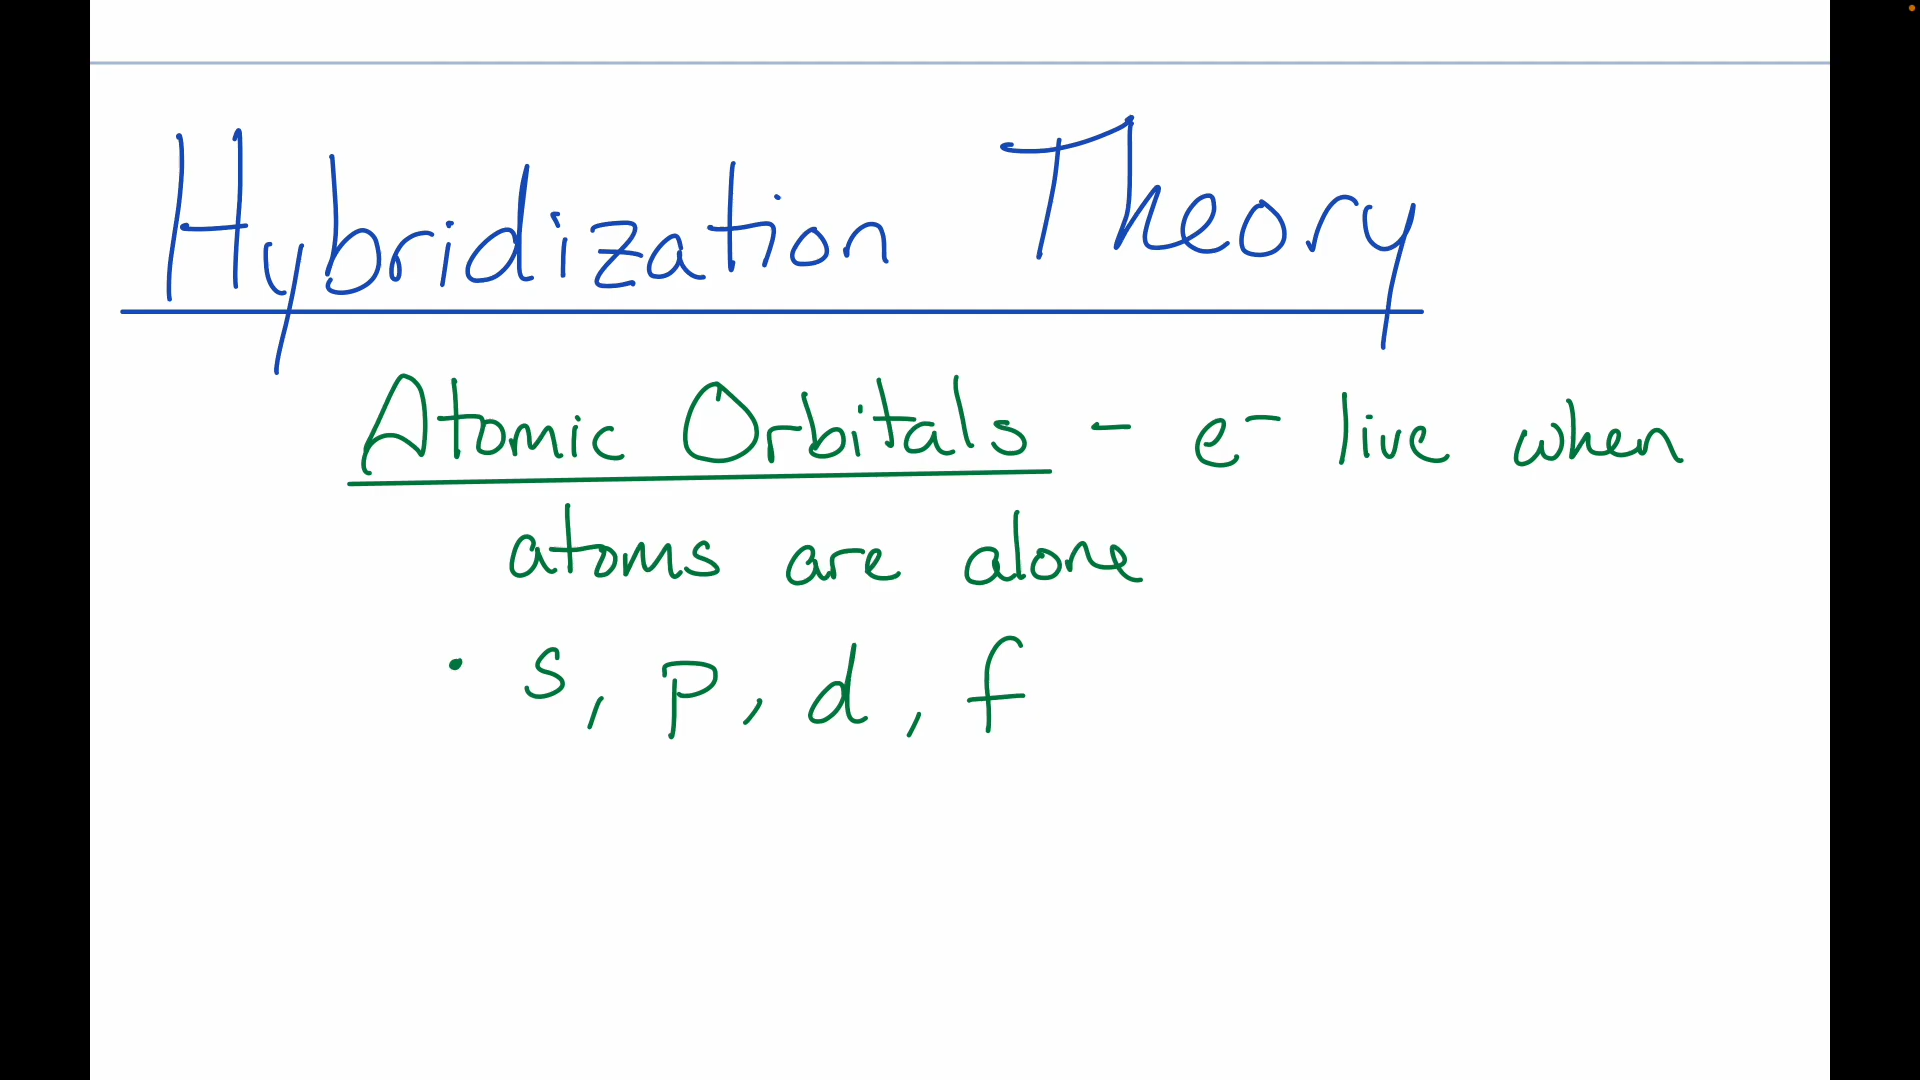 Hybridization Theory
Atomic Orbitals - e⁻ live when
atoms are alone
• s, p, d, f